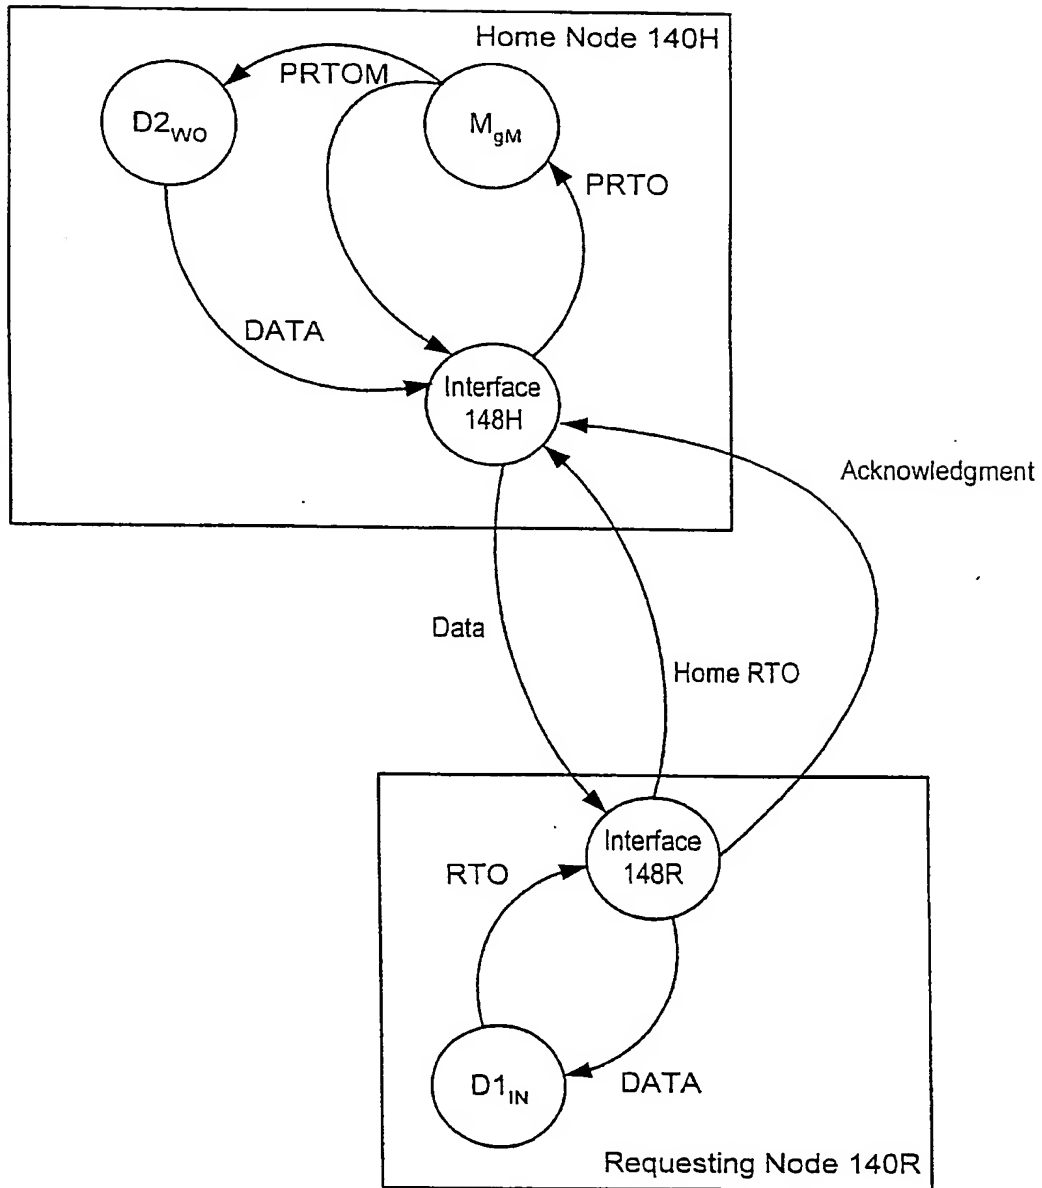 Home Node 140H
PRTOM
D2WO
MgM
PRTO
DATA
Interface
148H
Acknowledgment
Data
Home RTO
Interface
148R
RTO
D1IN
DATA
Requesting Node 140R